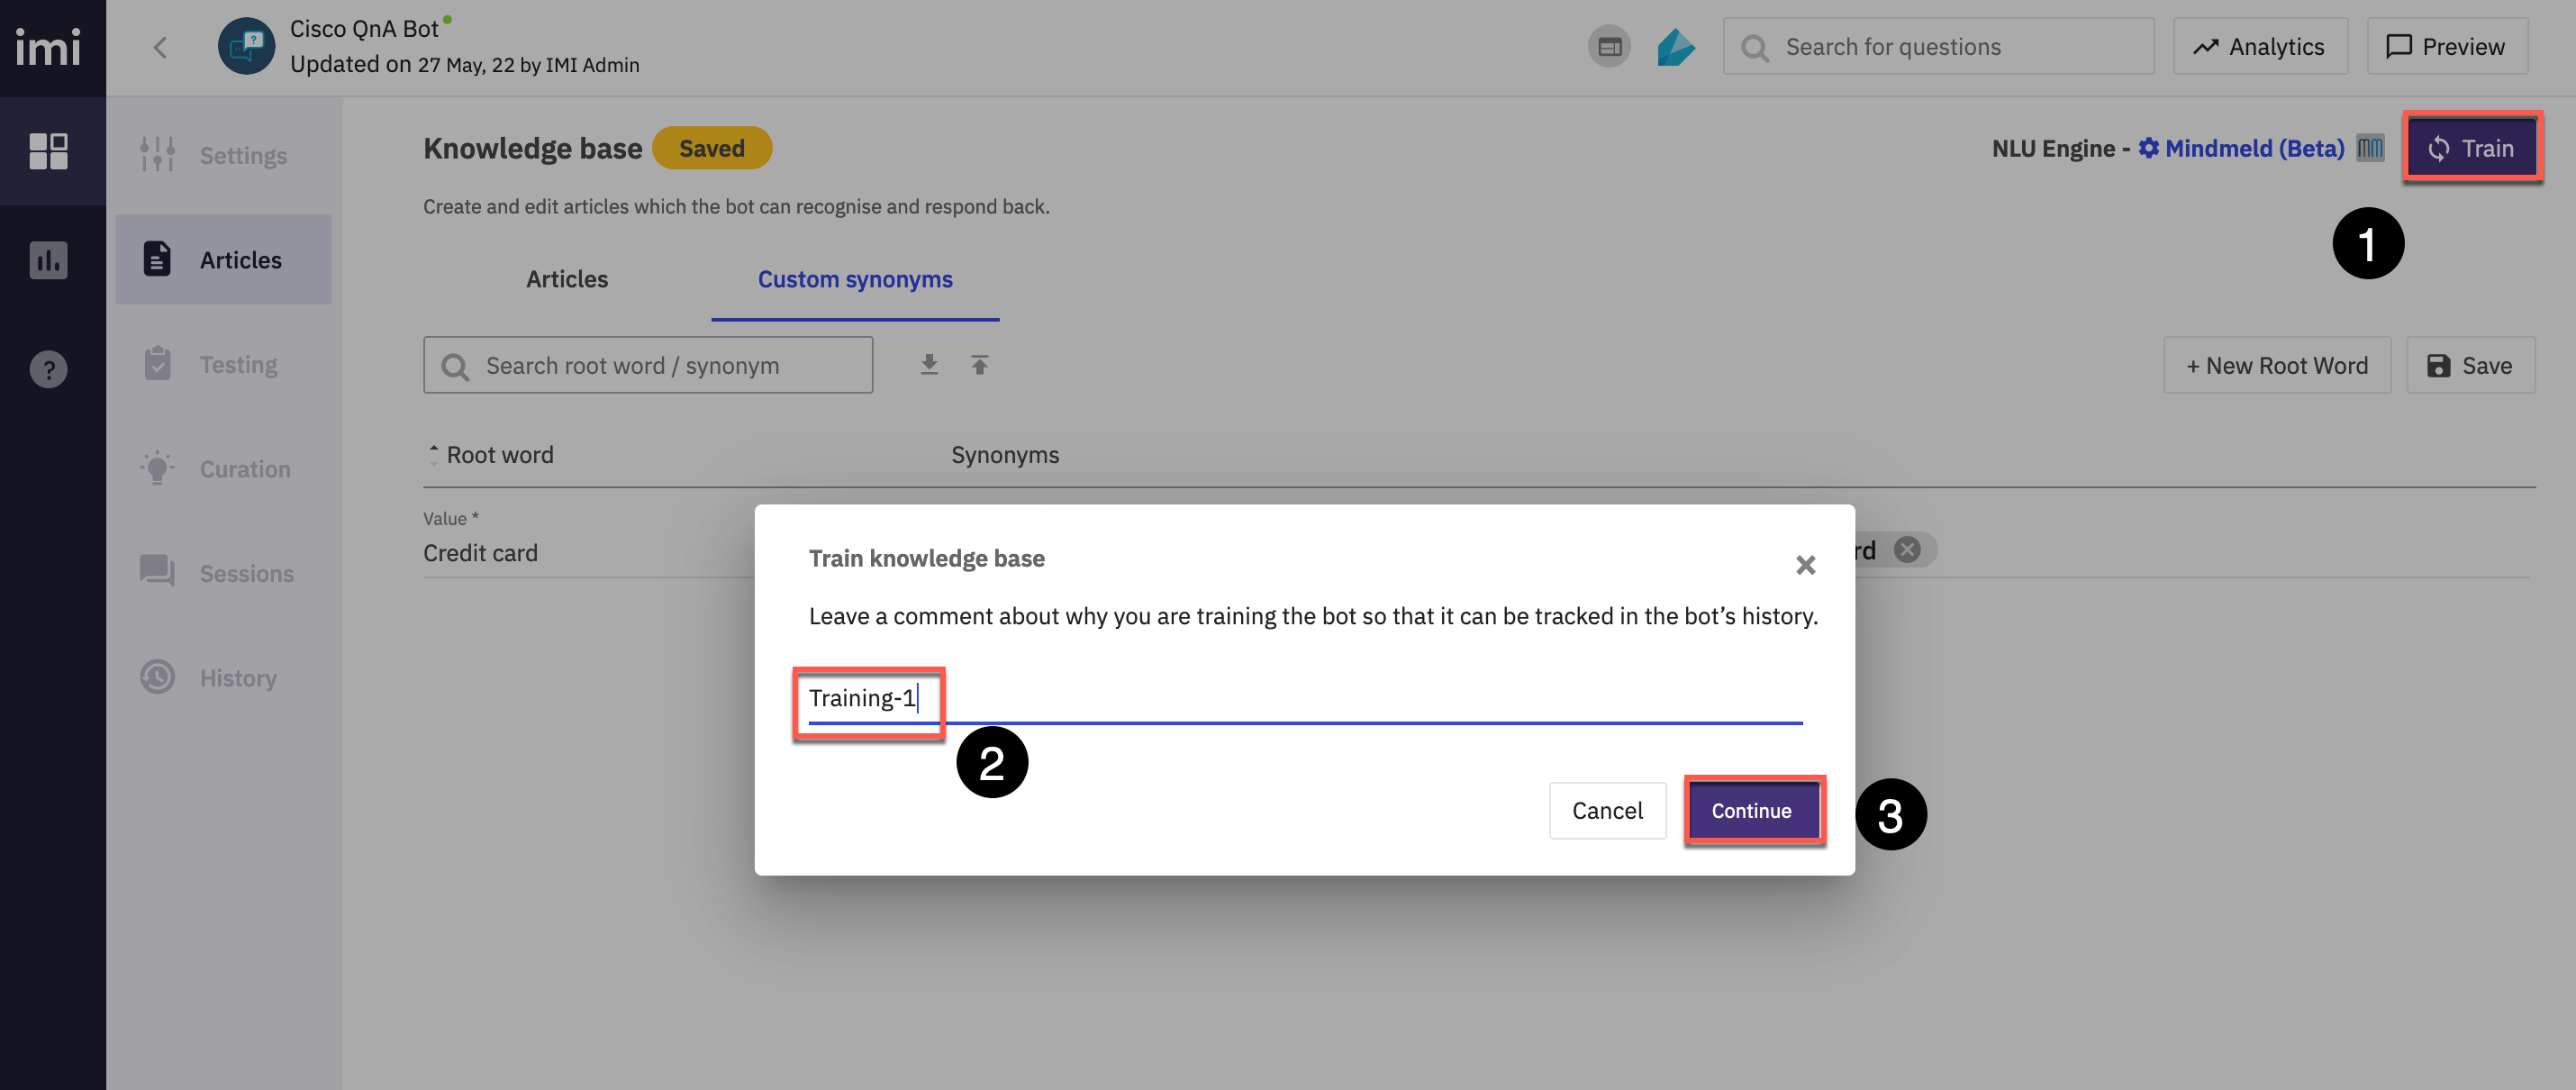 imi
Cisco QnA Bot
Updated on 27 May, 22 by IMI Admin
Search for questions
Analytics
Preview
Settings
Articles
Testing
Curation
Sessions
History
?
Knowledge base Saved
NLU Engine - Mindmeld (Beta)
Train
1
Create and edit articles which the bot can recognise and respond back.
Articles
Custom synonyms
Search root word / synonym
+ New Root Word
Save
Root word
Synonyms
Value *
Credit card
rd
Train knowledge base
Leave a comment about why you are training the bot so that it can be tracked in the bot’s history.
Training-1
2
Cancel
Continue
3